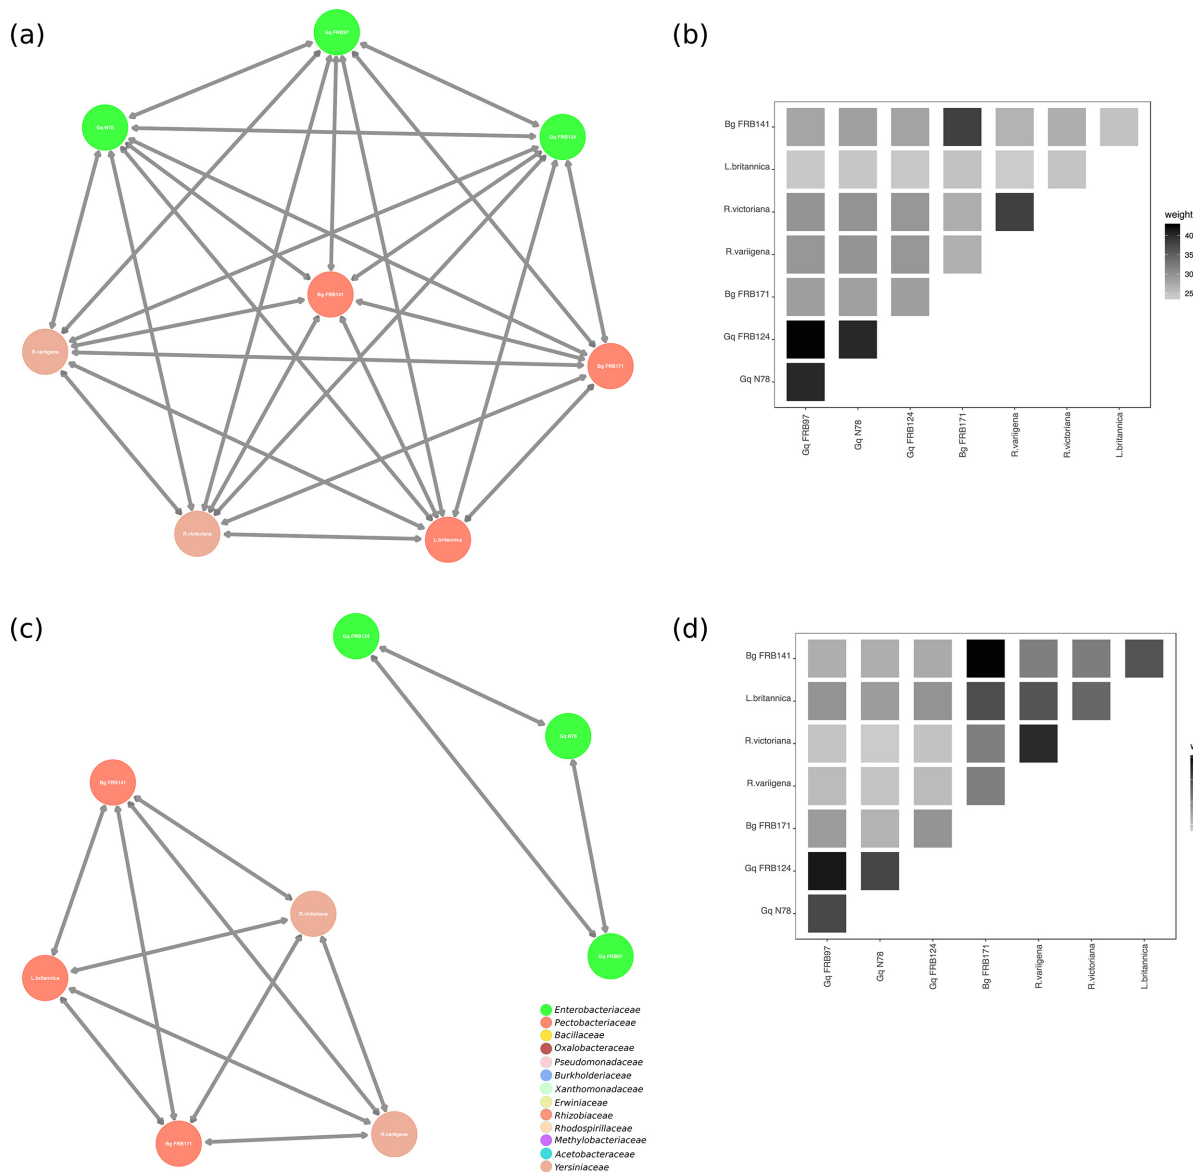 (a)
Gq FRB97
Gq N78
Gq FRB124
Bg FRB141
R.variigena
Bg FRB171
R.victoriana
L.britannica
(b)
Bg FRB141
L.britannica
R.victoriana
R.variigena
Bg FRB171
Gq FRB124
Gq N78
Gq FRB97
Gq N78
Gq FRB124
Bg FRB171
R.variigena
R.victoriana
L.britannica
weight
40
35
30
25
(c)
Gq FRB124
Gq N78
Bg FRB141
R.victoriana
L.britannica
Gq FRB97
Bg FRB171
R.variigena
Enterobacteriaceae
Pectobacteriaceae
Bacillaceae
Oxalobacteraceae
Pseudomonadaceae
Burkholderiaceae
Xanthomonadaceae
Erwiniaceae
Rhizobiaceae
Rhodospirillaceae
Methylobacteriaceae
Acetobacteraceae
Yersiniaceae
(d)
Bg FRB141
L.britannica
R.victoriana
R.variigena
Bg FRB171
Gq FRB124
Gq N78
Gq FRB97
Gq N78
Gq FRB124
Bg FRB171
R.variigena
R.victoriana
L.britannica